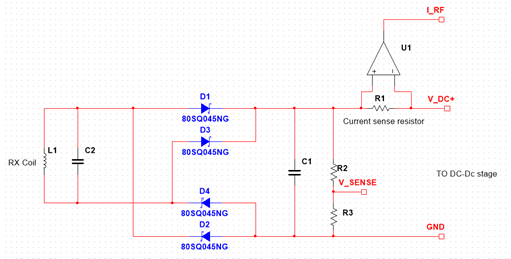 I_RF
U1
+ −
D1
R1
V_DC+
80SQ045NG
Current sense resistor
D3
L1
C2
RX Coil
80SQ045NG
C1
R2
TO DC-Dc stage
V_SENSE
D4
80SQ045NG
R3
D2
GND
80SQ045NG